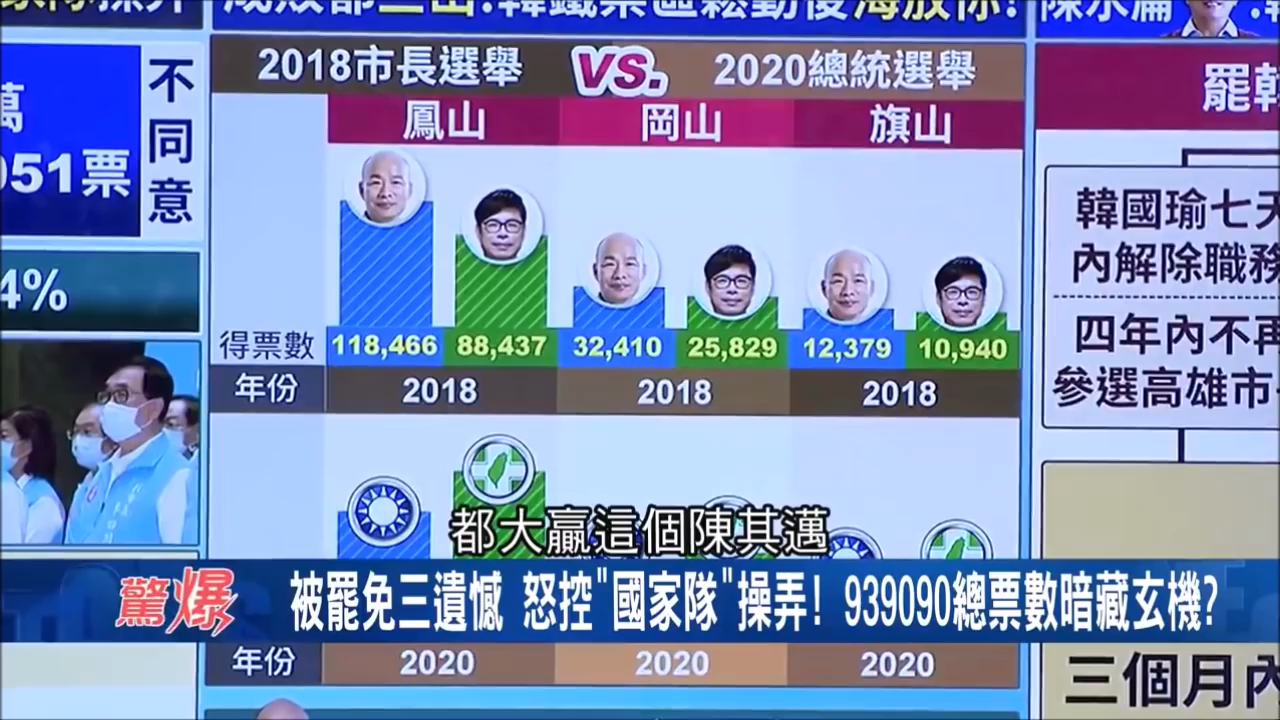 2018市長選舉 VS. 2020總統選舉
鳳山 岡山 旗山
不同意
萬
051票
4%
得票數 118,466 88,437 32,410 25,829 12,379 10,940
年份 2018 2018 2018
罷韓
韓國瑜七天
內解除職務
四年內不再
參選高雄市
都大贏這個陳其邁
驚爆 被罷免三遺憾 怒控"國家隊"操弄! 939090總票數暗藏玄機?
年份 2020 2020 2020
三個月內